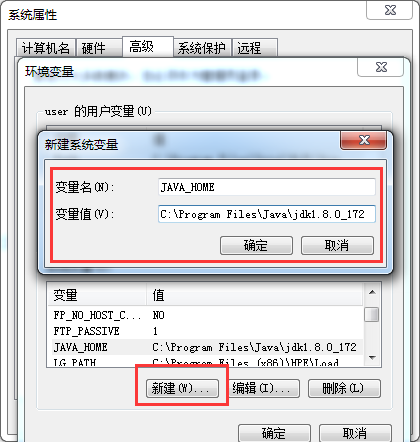 系统属性
计算机名 硬件 高级 系统保护 远程
环境变量
user 的用户变量(U)
新建系统变量
变量名(N): JAVA_HOME
变量值(V): C:\Program Files\Java\jdk1.8.0_172
确定 取消
变量 值
FP_NO_HOST_C... NO
FTP_PASSIVE 1
JAVA_HOME C:\Program Files\Java\jdk1.8.0_172
LG_PATH C:\Program Files (x86)\HPE\Load
新建(W)... 编辑(I)... 删除(L)
确定 取消